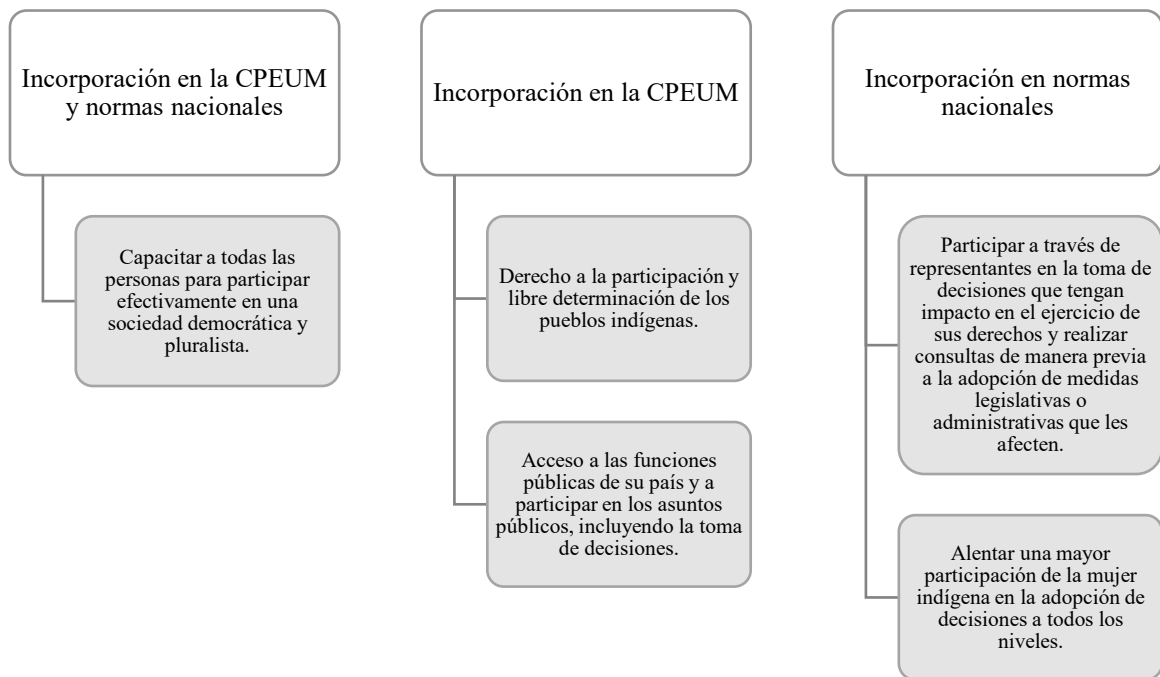 Incorporación en la CPEUM
y normas nacionales
Capacitar a todas las
personas para participar
efectivamente en una
sociedad democrática y
pluralista.
Incorporación en la CPEUM
Derecho a la participación y
libre determinación de los
pueblos indígenas.
Acceso a las funciones
públicas de su país y a
participar en los asuntos
públicos, incluyendo la toma
de decisiones.
Incorporación en normas
nacionales
Participar a través de
representantes en la toma de
decisiones que tengan
impacto en el ejercicio de
sus derechos y realizar
consultas de manera previa
a la adopción de medidas
legislativas o
administrativas que les
afecten.
Alentar una mayor
participación de la mujer
indígena en la adopción de
decisiones a todos los
niveles.